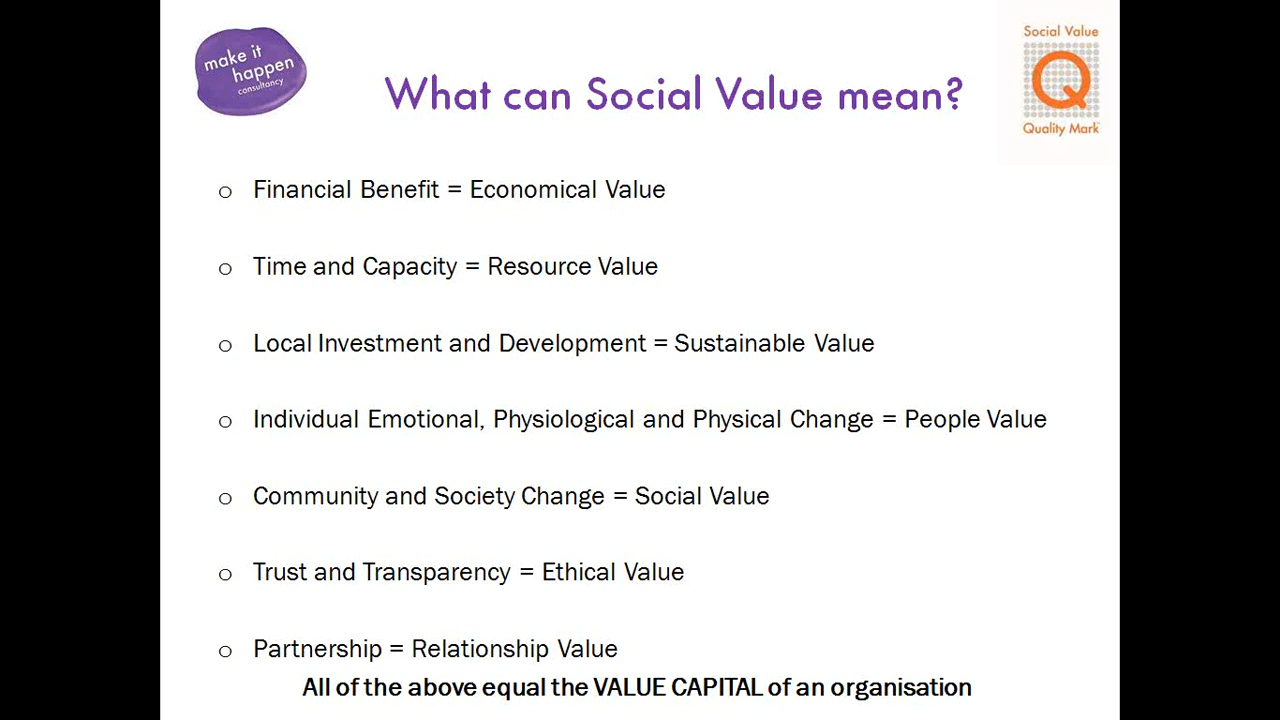 make it
happen
consultancy
What can Social Value mean?
Social Value
Q
Quality Mark™
o Financial Benefit = Economical Value
o Time and Capacity = Resource Value
o Local Investment and Development = Sustainable Value
o Individual Emotional, Physiological and Physical Change = People Value
o Community and Society Change = Social Value
o Trust and Transparency = Ethical Value
o Partnership = Relationship Value
All of the above equal the VALUE CAPITAL of an organisation